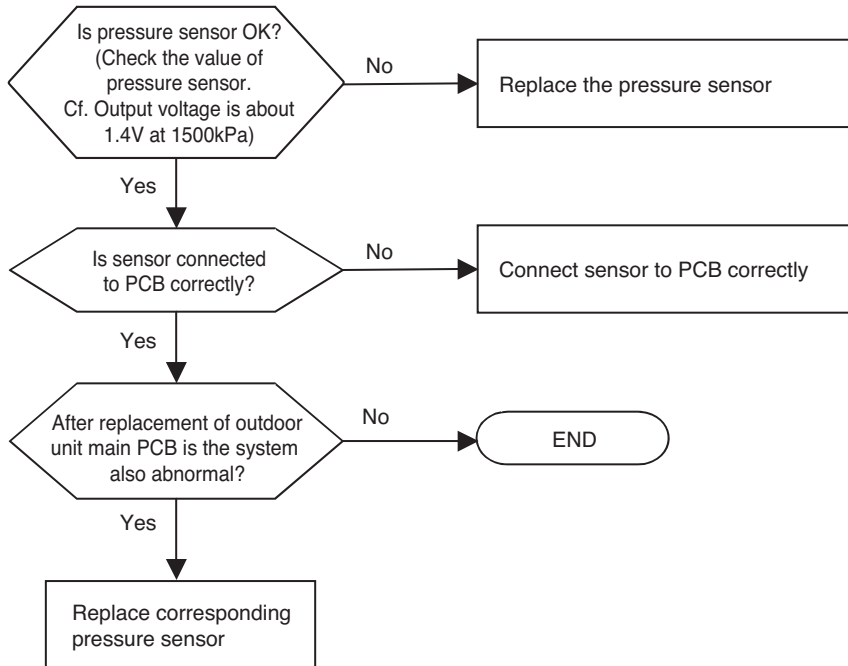 Is pressure sensor OK?
(Check the value of
pressure sensor.
Cf. Output voltage is about
1.4V at 1500kPa)
No
Replace the pressure sensor
Yes
Is sensor connected
to PCB correctly?
No
Connect sensor to PCB correctly
Yes
After replacement of outdoor
unit main PCB is the system
also abnormal?
No
END
Yes
Replace corresponding
pressure sensor